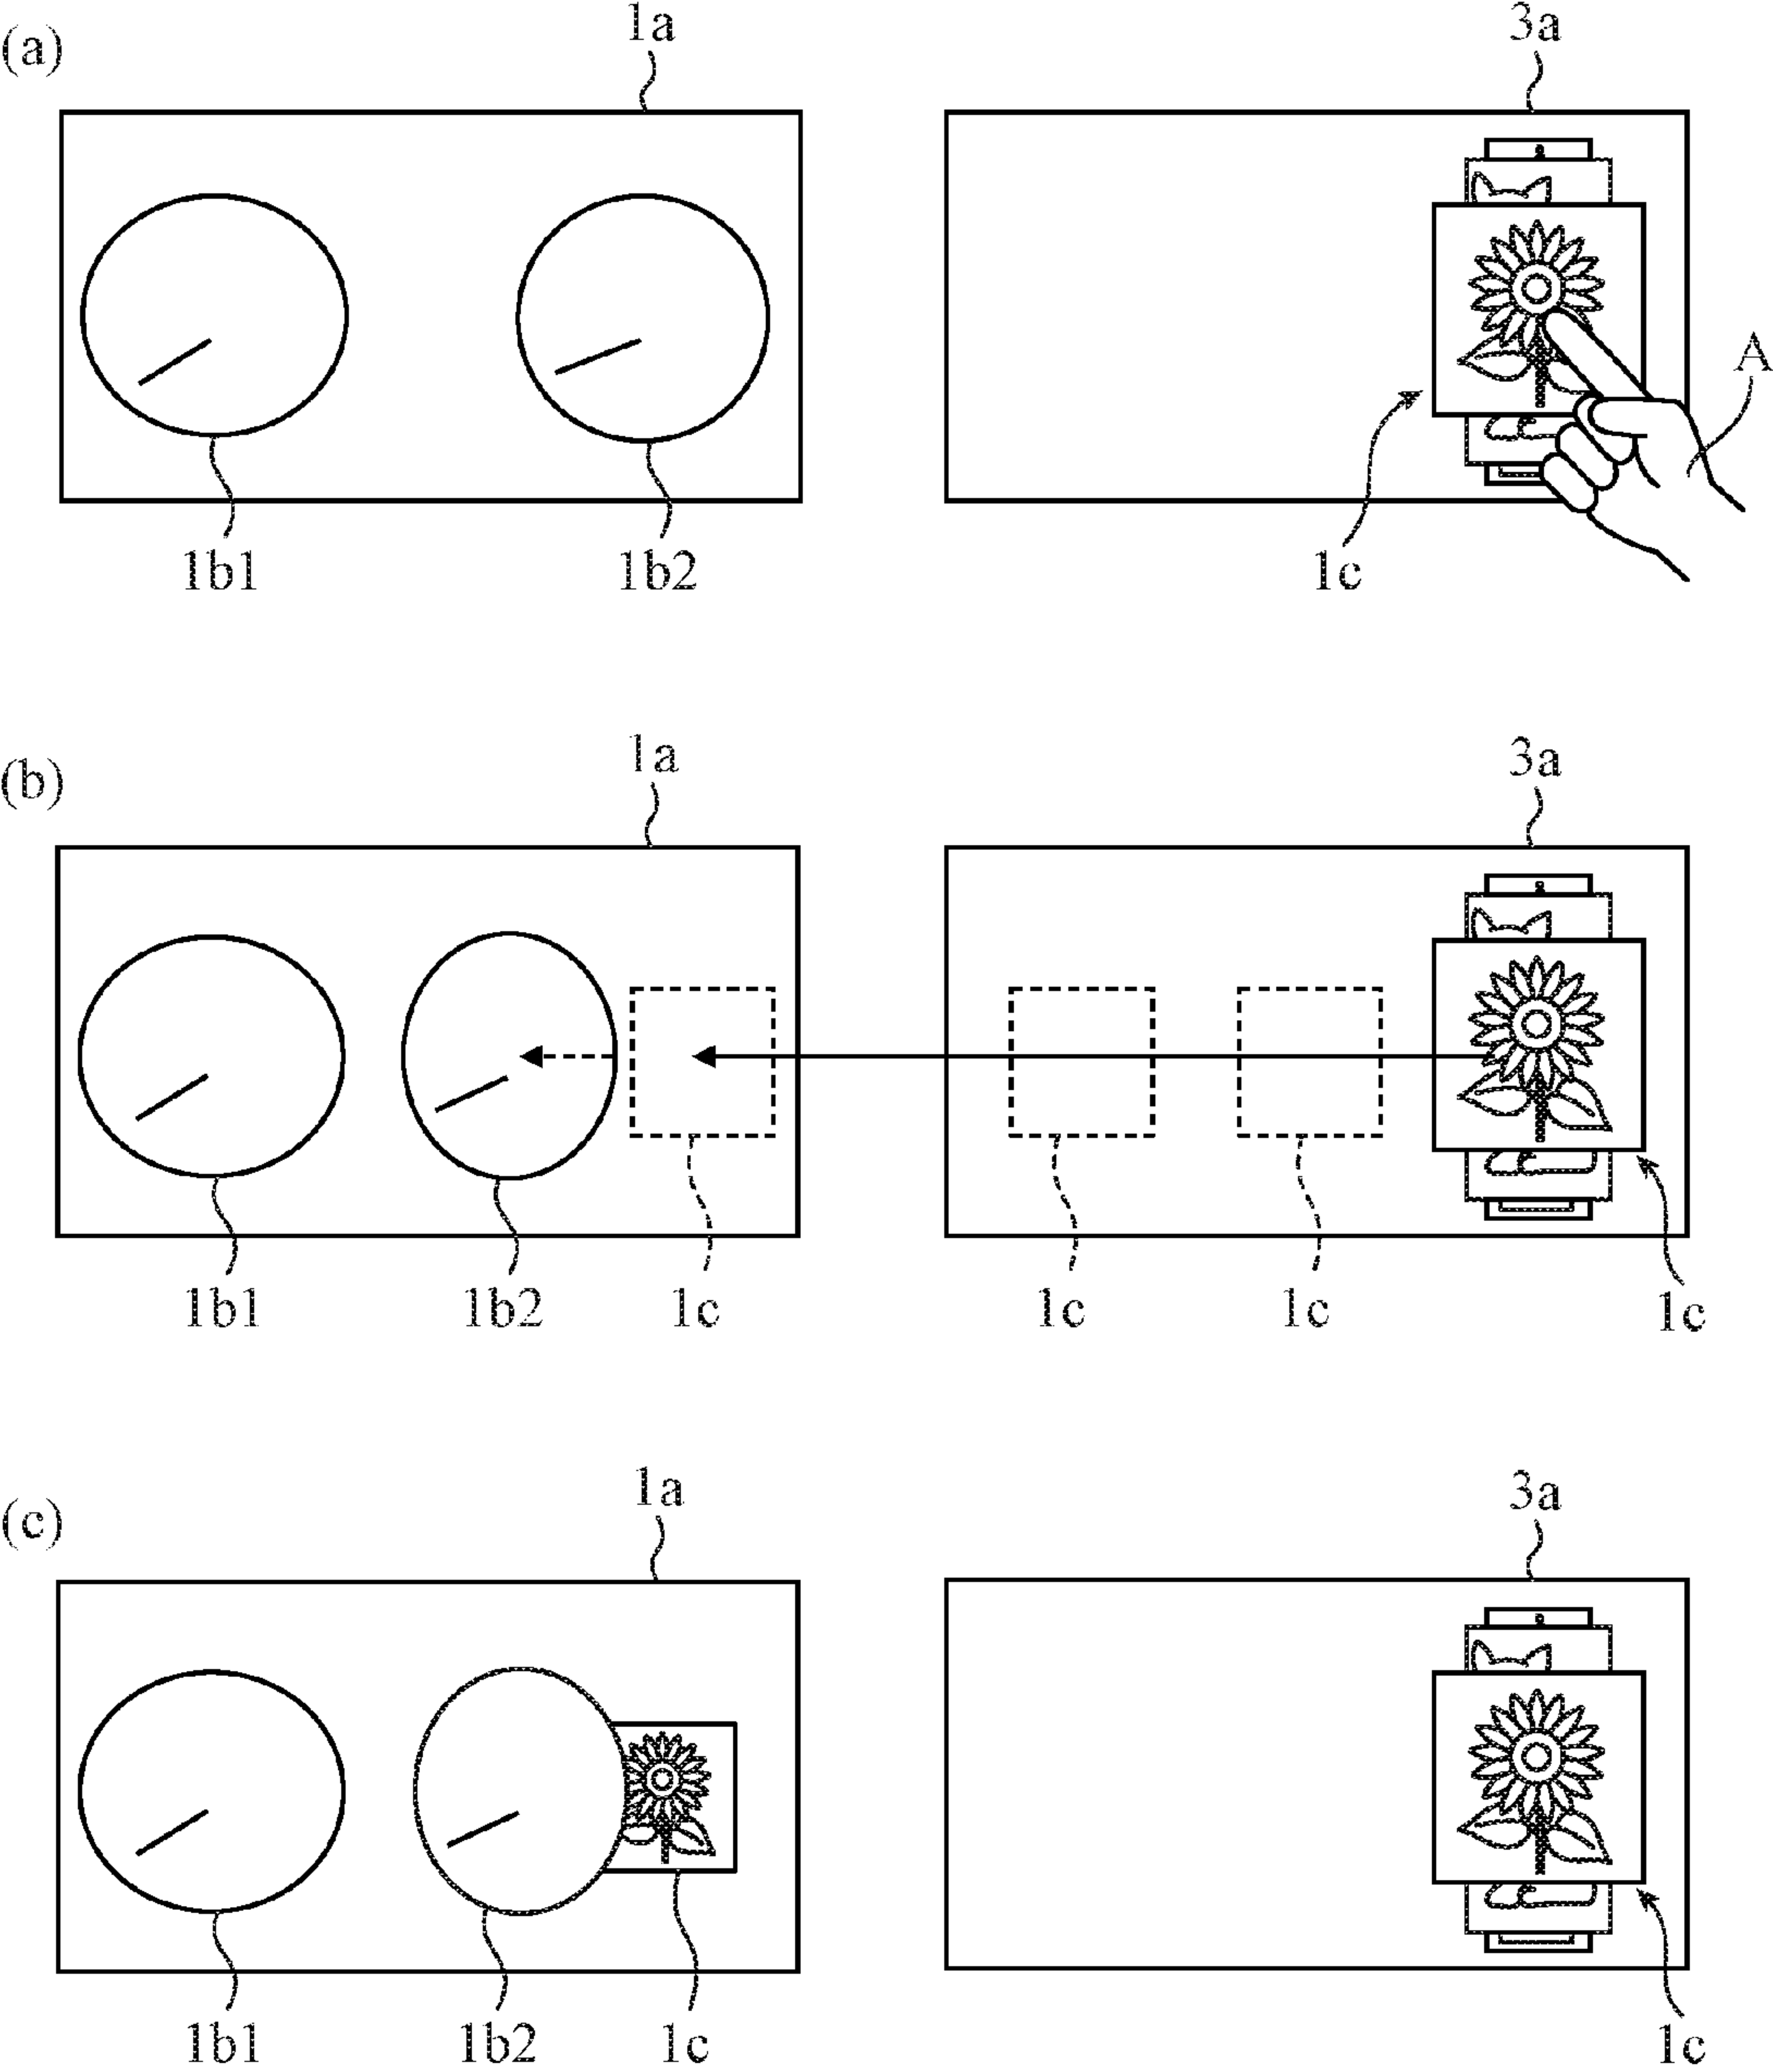 (a)
1a 3a
A
1b1 1b2 1c
(b)
1a 3a
1b1 1b2 1c 1c 1c 1c
(c)
1a 3a
1b1 1b2 1c 1c